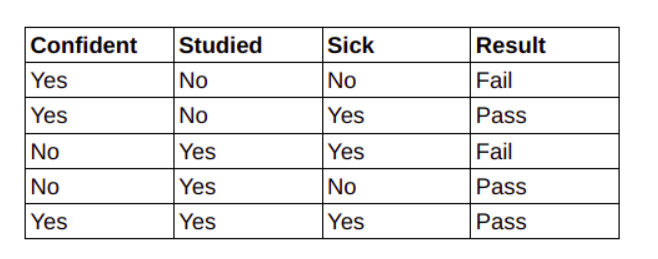 Confident Studied Sick Result
Yes No No Fail
Yes No Yes Pass
No Yes Yes Fail
No Yes No Pass
Yes Yes Yes Pass